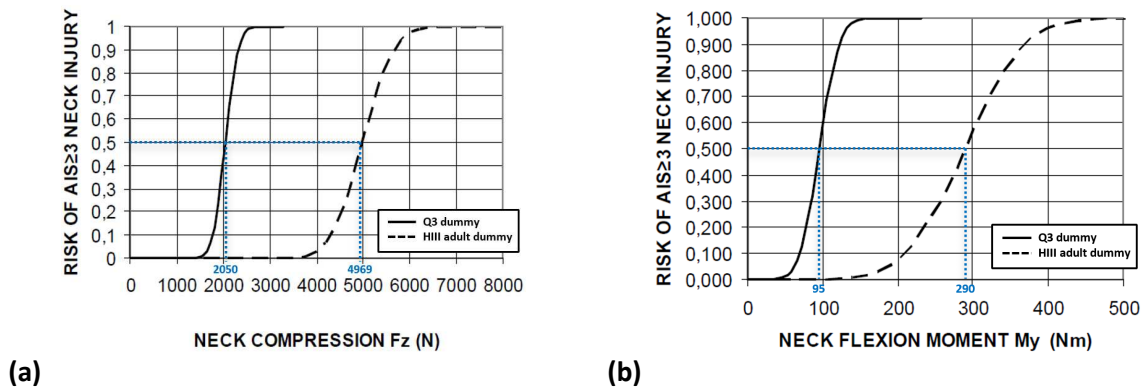 RISK OF AIS≥3 NECK INJURY
1
0,9
0,8
0,7
0,6
0,5
0,4
0,3
0,2
0,1
0
Q3 dummy
HIII adult dummy
2050
4969
0 1000 2000 3000 4000 5000 6000 7000 8000
NECK COMPRESSION Fz (N)
(a)
RISK OF AIS≥3 NECK INJURY
1,000
0,900
0,800
0,700
0,600
0,500
0,400
0,300
0,200
0,100
0,000
Q3 dummy
HIII adult dummy
95
290
0 100 200 300 400 500
NECK FLEXION MOMENT My (Nm)
(b)